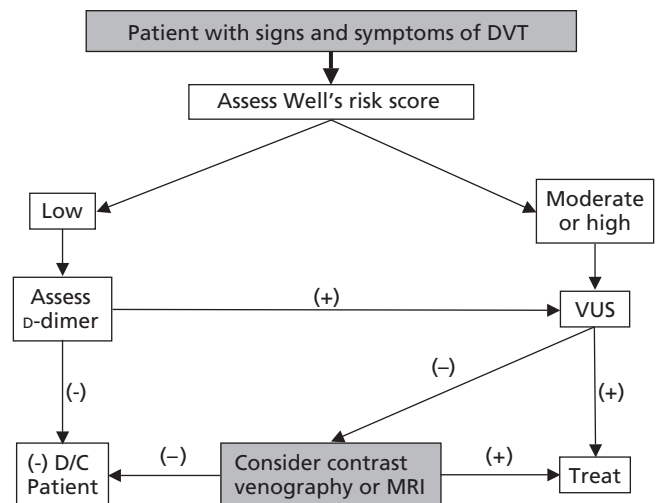 Patient with signs and symptoms of DVT
Assess Well's risk score
Low
Moderate
or high
Assess
D-dimer
(+)
VUS
(-)
(–)
(+)
(-) D/C
Patient
(–)
Consider contrast
venography or MRI
(+)
Treat